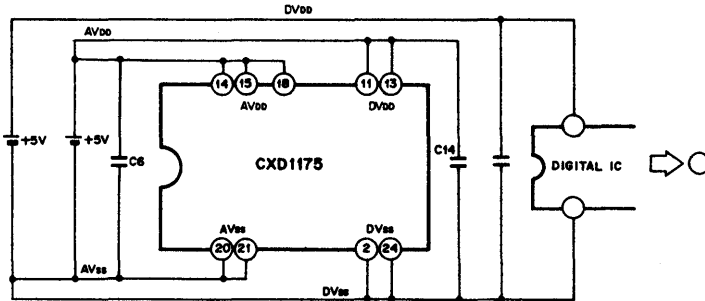 DVDD
AVDD
14 15 18 11 13
AVDD DVDD
+5V +5V C6 CXD1175 C14 DIGITAL IC
AVSS DVSS
20 21 2 24
AVSS
DVSS